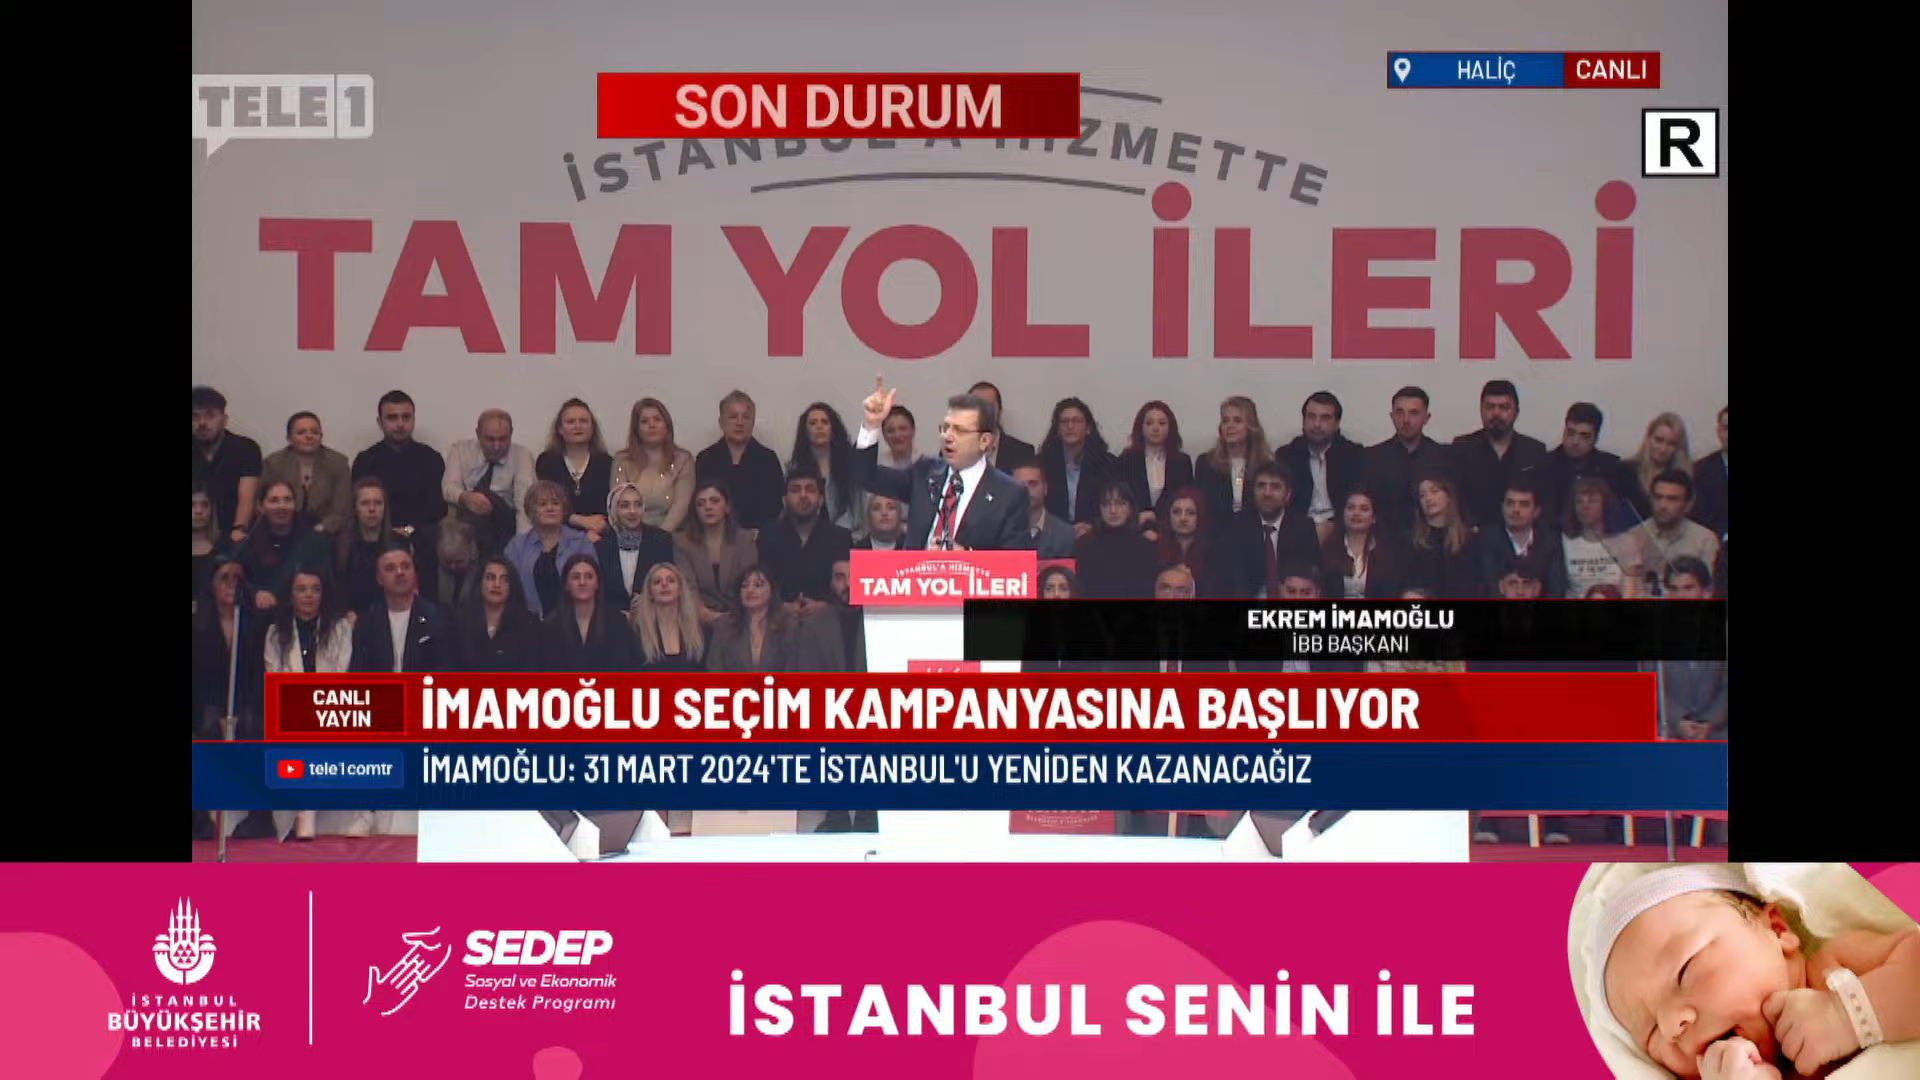 TELE 1
SON DURUM
HALİÇ
CANLI
R
İSTANBUL'A HİZMETTE
TAM YOL İLERİ
İSTANBUL'A HİZMETTE
TAM YOL İLERİ
EKREM İMAMOĞLU
İBB BAŞKANI
CANLI
YAYIN
İMAMOĞLU SEÇİM KAMPANYASINA BAŞLIYOR
tele1comtr
İMAMOĞLU: 31 MART 2024'TE İSTANBUL'U YENİDEN KAZANACAĞIZ
İSTANBUL
BÜYÜKŞEHİR
BELEDİYESİ
SEDEP
Sosyal ve Ekonomik
Destek Programı
İSTANBUL SENİN İLE